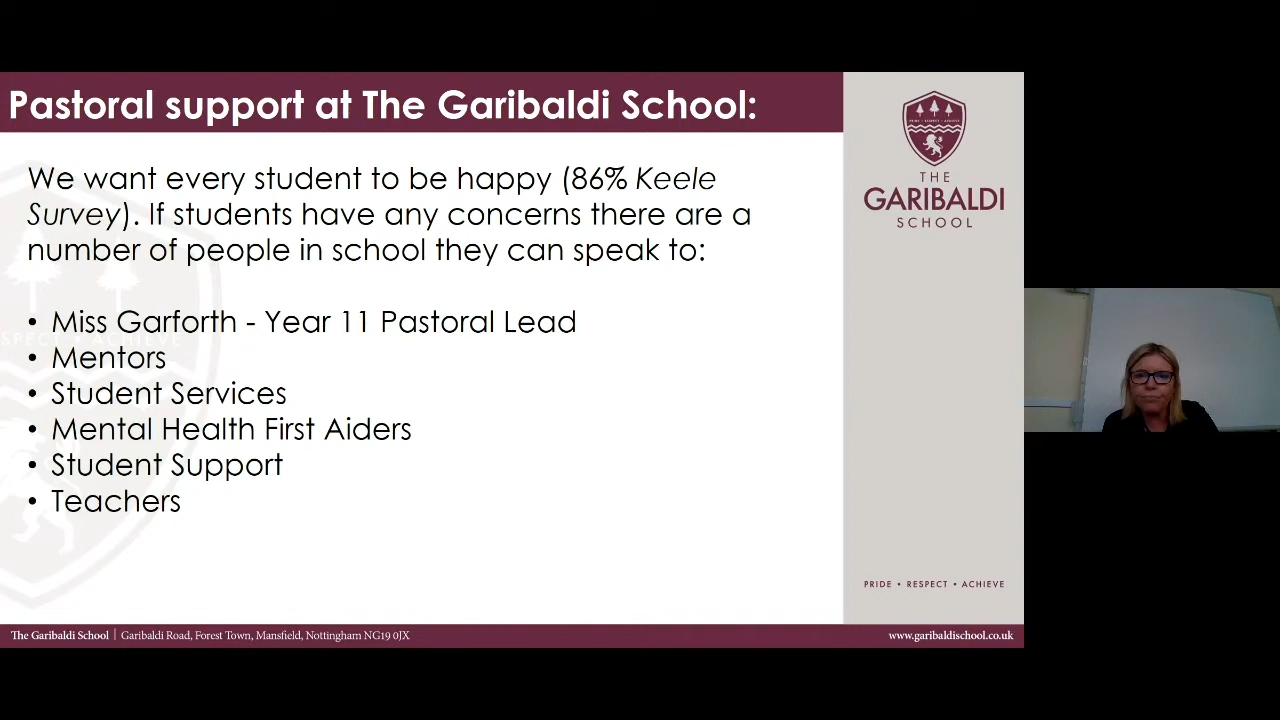 Pastoral support at The Garibaldi School:
We want every student to be happy (86% Keele
Survey). If students have any concerns there are a
number of people in school they can speak to:
• Miss Garforth - Year 11 Pastoral Lead
• Mentors
• Student Services
• Mental Health First Aiders
• Student Support
• Teachers
PRIDE • RESPECT • ACHIEVE
THE
GARIBALDI
SCHOOL
PRIDE • RESPECT • ACHIEVE
The Garibaldi School | Garibaldi Road, Forest Town, Mansfield, Nottingham NG19 0JX
www.garibaldischool.co.uk